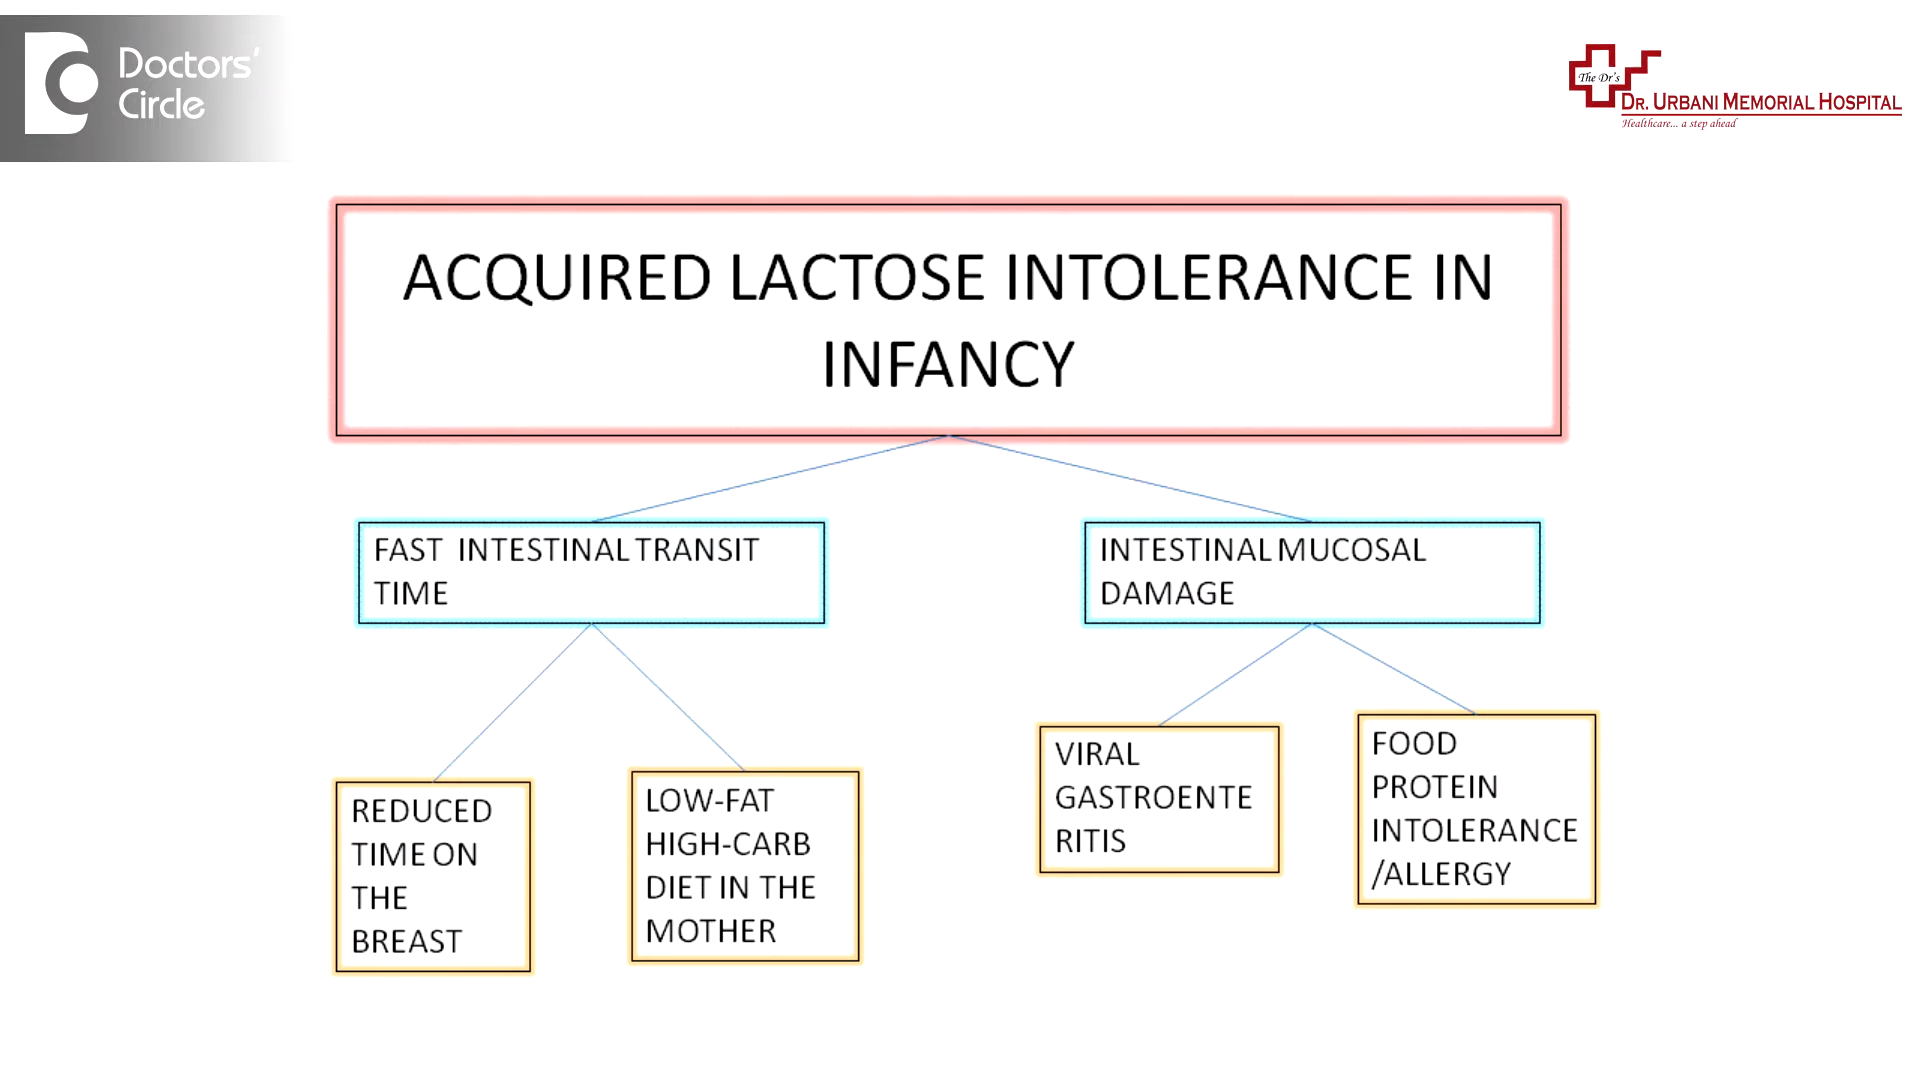 Doctors'
Circle
The Dr's
DR. URBANI MEMORIAL HOSPITAL
Healthcare... a step ahead
ACQUIRED LACTOSE INTOLERANCE IN
INFANCY
FAST INTESTINAL TRANSIT
TIME
INTESTINAL MUCOSAL
DAMAGE
REDUCED
TIME ON
THE
BREAST
LOW-FAT
HIGH-CARB
DIET IN THE
MOTHER
VIRAL
GASTROENTE
RITIS
FOOD
PROTEIN
INTOLERANCE
/ALLERGY